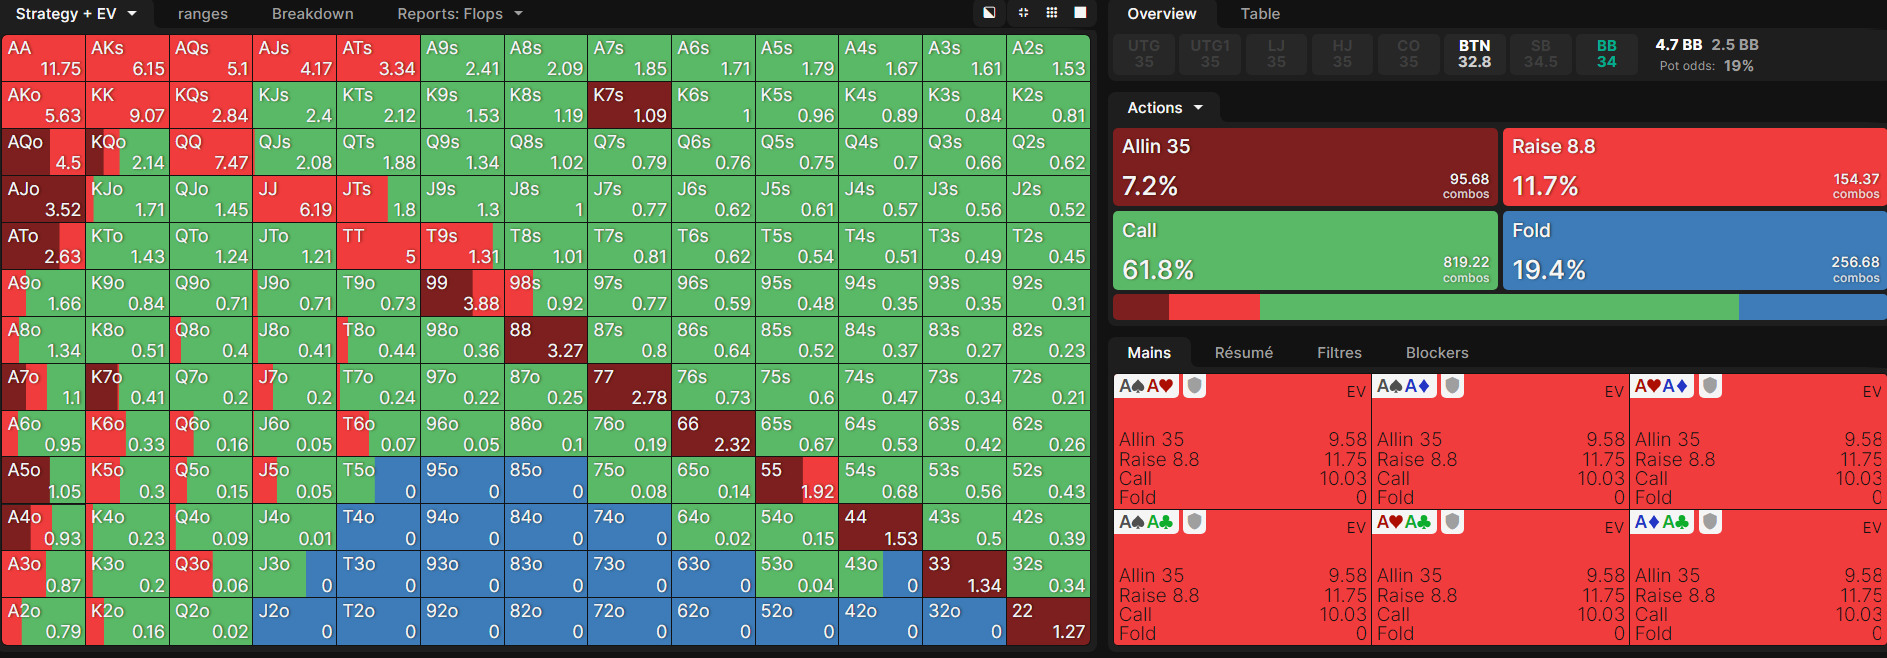 Strategy + EV ranges Breakdown Reports: Flops
AA AKs AQs AJs ATs A9s A8s A7s A6s A5s A4s A3s A2s
11.75 6.15 5.1 4.17 3.34 2.41 2.09 1.85 1.71 1.79 1.67 1.61 1.53
AKo KK KQs KJs KTs K9s K8s K7s K6s K5s K4s K3s K2s
5.63 9.07 2.84 2.4 2.12 1.53 1.19 1.09 1 0.96 0.89 0.84 0.81
AQo KQo QQ QJs QTs Q9s Q8s Q7s Q6s Q5s Q4s Q3s Q2s
4.5 2.14 7.47 2.08 1.88 1.34 1.02 0.79 0.76 0.75 0.7 0.66 0.62
AJo KJo QJo JJ JTs J9s J8s J7s J6s J5s J4s J3s J2s
3.52 1.71 1.45 6.19 1.8 1.3 1 0.77 0.62 0.61 0.57 0.56 0.52
ATo KTo QTo JTo TT T9s T8s T7s T6s T5s T4s T3s T2s
2.63 1.43 1.24 1.21 5 1.31 1.01 0.81 0.62 0.54 0.51 0.49 0.45
A9o K9o Q9o J9o T9o 99 98s 97s 96s 95s 94s 93s 92s
1.66 0.84 0.71 0.71 0.73 3.88 0.92 0.77 0.59 0.48 0.35 0.35 0.31
A8o K8o Q8o J8o T8o 98o 88 87s 86s 85s 84s 83s 82s
1.34 0.51 0.4 0.41 0.44 0.36 3.27 0.8 0.64 0.52 0.37 0.27 0.23
A7o K7o Q7o J7o T7o 97o 87o 77 76s 75s 74s 73s 72s
1.1 0.41 0.2 0.2 0.24 0.22 0.25 2.78 0.73 0.6 0.47 0.34 0.21
A6o K6o Q6o J6o T6o 96o 86o 76o 66 65s 64s 63s 62s
0.95 0.33 0.16 0.05 0.07 0.05 0.1 0.19 2.32 0.67 0.53 0.42 0.26
A5o K5o Q5o J5o T5o 95o 85o 75o 65o 55 54s 53s 52s
1.05 0.3 0.15 0.05 0 0 0 0.08 0.14 1.92 0.68 0.56 0.43
A4o K4o Q4o J4o T4o 94o 84o 74o 64o 54o 44 43s 42s
0.93 0.23 0.09 0.01 0 0 0 0 0.02 0.15 1.53 0.5 0.39
A3o K3o Q3o J3o T3o 93o 83o 73o 63o 53o 43o 33 32s
0.87 0.2 0.06 0 0 0 0 0 0 0.04 0 1.34 0.34
A2o K2o Q2o J2o T2o 92o 82o 72o 62o 52o 42o 32o 22
0.79 0.16 0.02 0 0 0 0 0 0 0 0 0 1.27
Overview Table
UTG UTG1 LJ HJ CO BTN SB BB 4.7 BB 2.5 BB
35 35 35 35 35 32.8 34.5 34 Pot odds: 19%
Actions
Allin 35 Raise 8.8
7.2% 95.68 combos 11.7% 154.37 combos
Call Fold
61.8% 819.22 combos 19.4% 256.68 combos
Mains Résumé Filtres Blockers
A♠A♥ EV A♠A♦ EV A♥A♦ EV
Allin 35 9.58 Allin 35 9.58 Allin 35 9.58
Raise 8.8 11.75 Raise 8.8 11.75 Raise 8.8 11.75
Call 10.03 Call 10.03 Call 10.03
Fold 0 Fold 0 Fold 0
A♠A♣ EV A♥A♣ EV A♦A♣ EV
Allin 35 9.58 Allin 35 9.58 Allin 35 9.58
Raise 8.8 11.75 Raise 8.8 11.75 Raise 8.8 11.75
Call 10.03 Call 10.03 Call 10.03
Fold 0 Fold 0 Fold 0